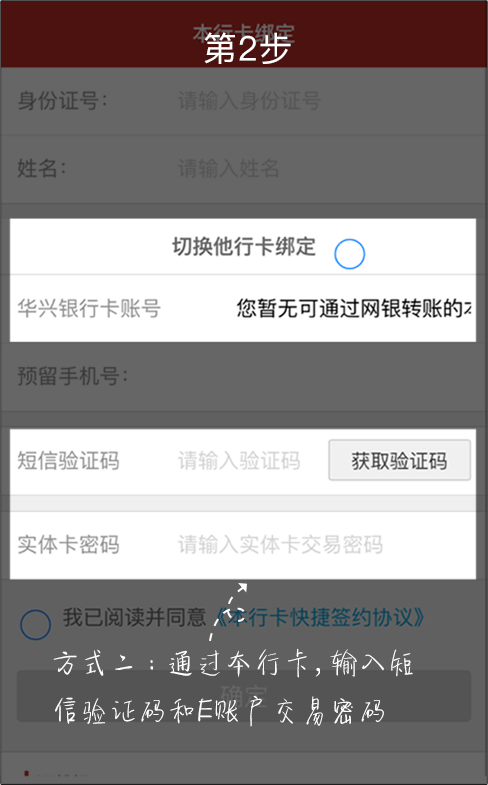 本行卡绑定
第2步
身份证号： 请输入身份证号
姓名： 请输入姓名
切换他行卡绑定
华兴银行卡账号 您暂无可通过网银转账的
预留手机号：
短信验证码 请输入验证码 获取验证码
实体卡密码 请输入实体卡交易密码
我已阅读并同意《本行卡快捷签约协议》
方式二：通过本行卡,输入短
确定
信验证码和E账户交易密码